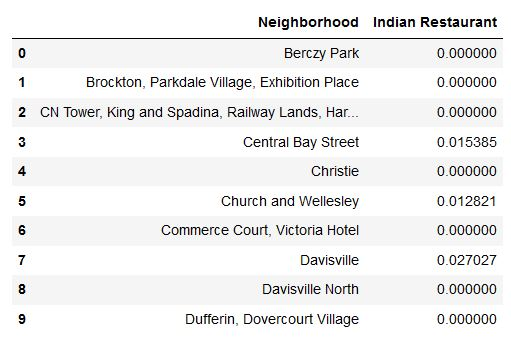 Neighborhood Indian Restaurant
0 Berczy Park 0.000000
1 Brockton, Parkdale Village, Exhibition Place 0.000000
2 CN Tower, King and Spadina, Railway Lands, Har... 0.000000
3 Central Bay Street 0.015385
4 Christie 0.000000
5 Church and Wellesley 0.012821
6 Commerce Court, Victoria Hotel 0.000000
7 Davisville 0.027027
8 Davisville North 0.000000
9 Dufferin, Dovercourt Village 0.000000